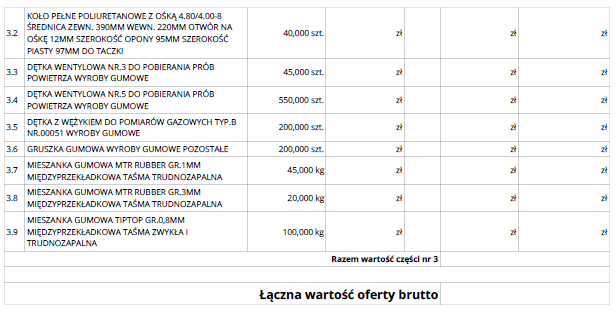 KOŁO PEŁNE POLIURETANOWE Z OŚKĄ 4.80/4.00-8
3.2 ŚREDNICA ZEWN. 390MM WEWN. 220MM OTWÓR NA 40,000 szt. zł zł zł
OŚKĘ 12MM SZEROKOŚĆ OPONY 95MM SZEROKOŚĆ
PIASTY 97MM DO TACZKI
3.3 DĘTKA WENTYLOWA NR.3 DO POBIERANIA PRÓB 45,000 szt. zł zł zł
POWIETRZA WYROBY GUMOWE
3.4 DĘTKA WENTYLOWA NR.5 DO POBIERANIA PRÓB 550,000 szt. zł zł zł
POWIETRZA WYROBY GUMOWE
3.5 DĘTKA Z WĘŻYKIEM DO POMIARÓW GAZOWYCH TYP.B 200,000 szt. zł zł zł
NR.00051 WYROBY GUMOWE
3.6 GRUSZKA GUMOWA WYROBY GUMOWE POZOSTAŁE 200,000 szt. zł zł zł
3.7 MIESZANKA GUMOWA MTR RUBBER GR.1MM 45,000 kg zł zł zł
MIĘDZYPRZEKŁADKOWA TAŚMA TRUDNOZAPALNA
3.8 MIESZANKA GUMOWA MTR RUBBER GR.3MM 20,000 kg zł zł zł
MIĘDZYPRZEKŁADKOWA TAŚMA TRUDNOZAPALNA
MIESZANKA GUMOWA TIPTOP GR.0,8MM
3.9 MIĘDZYPRZEKŁADKOWA TAŚMA ZWYKŁA I 100,000 kg zł zł zł
TRUDNOZAPALNA
Razem wartość części nr 3
Łączna wartość oferty brutto